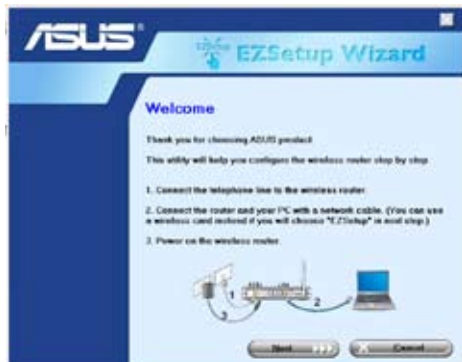 ASUS
EZSetup Wizard
Welcome
Thank you for choosing ASUS product
This utility will help you configure the wireless router step by step
1. Connect the telephone line to the wireless router.
2. Connect the router and your PC with a network cable. (You can use
a wireless card instead if you will choose "EZSetup" in next step.)
3. Power on the wireless router.
1
2
3
Next
Cancel